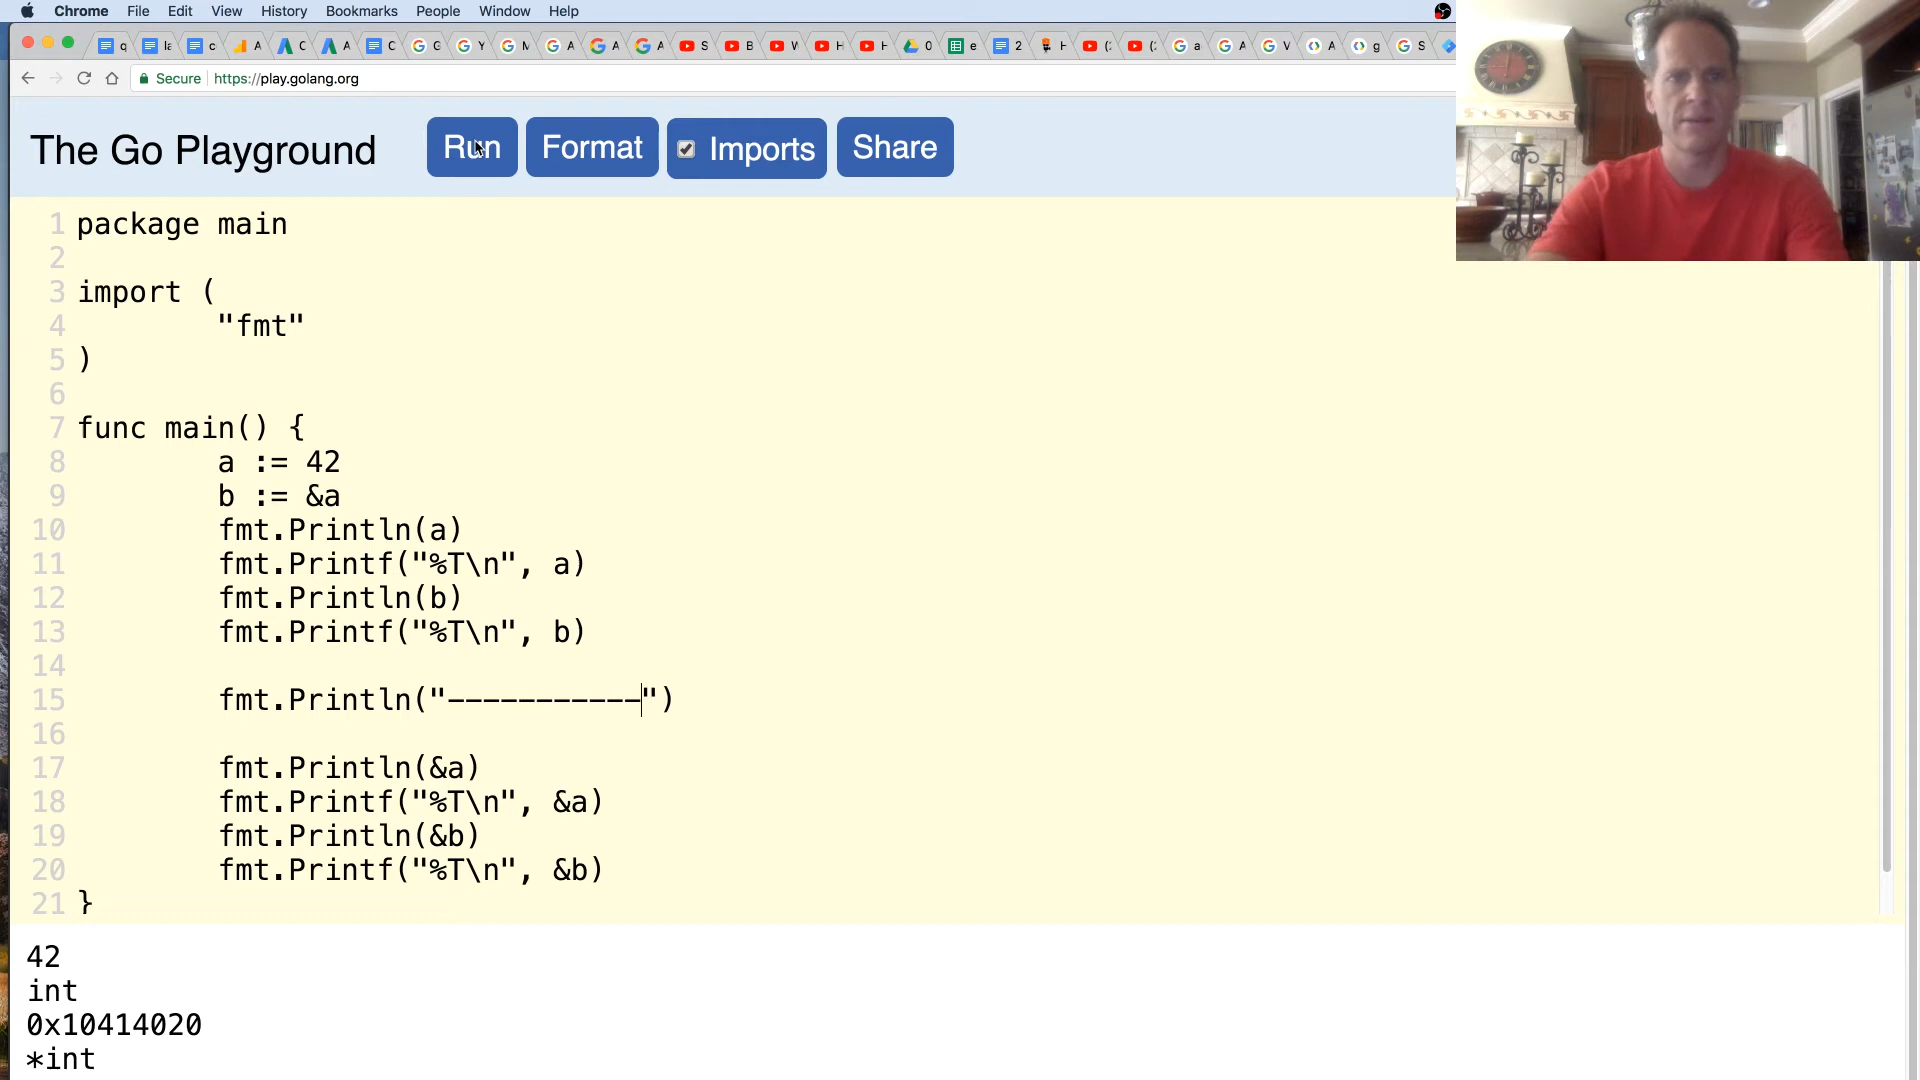 Chrome File Edit View History Bookmarks People Window Help
q lε c A C A C G Y M A A A S B W H H 0 e 2 H (: (: a A V A g S
Secure https://play.golang.org
The Go Playground Run Format Imports Share
1 package main
2
3 import (
4 "fmt"
5 )
6
7 func main() {
8 a := 42
9 b := &a
10 fmt.Println(a)
11 fmt.Printf("%T\n", a)
12 fmt.Println(b)
13 fmt.Printf("%T\n", b)
14
15 fmt.Println("-----------")
16
17 fmt.Println(&a)
18 fmt.Printf("%T\n", &a)
19 fmt.Println(&b)
20 fmt.Printf("%T\n", &b)
21 }
42
int
0x10414020
*int